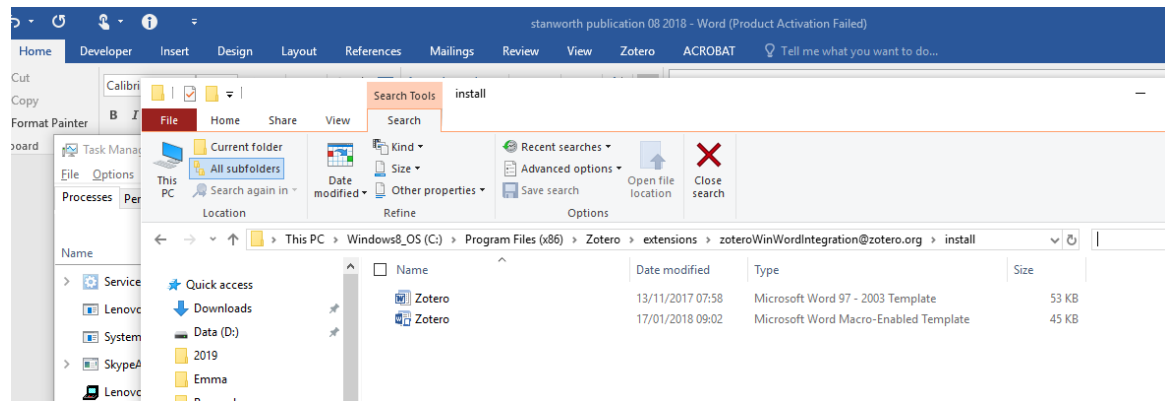 stanworth publication 08 2018 - Word (Product Activation Failed)
Home Developer Insert Design Layout References Mailings Review View Zotero ACROBAT Tell me what you want to do...
Cut
Copy
Format Painter
Calibri
B I
Search Tools install
File Home Share View Search
Task Manag
File Options
Processes Per
Name
This PC
Current folder
All subfolders
Search again in
Location
Date modified
Kind
Size
Other properties
Refine
Recent searches
Advanced options
Save search
Options
Open file location
Close search
This PC > Windows8_OS (C:) > Program Files (x86) > Zotero > extensions > zoteroWinWordIntegration@zotero.org > install
Name Date modified Type Size
Zotero 13/11/2017 07:58 Microsoft Word 97 - 2003 Template 53 KB
Zotero 17/01/2018 09:02 Microsoft Word Macro-Enabled Template 45 KB
Quick access
Downloads
Data (D:)
2019
Emma
Service
Lenovo
System
SkypeA
Lenovo